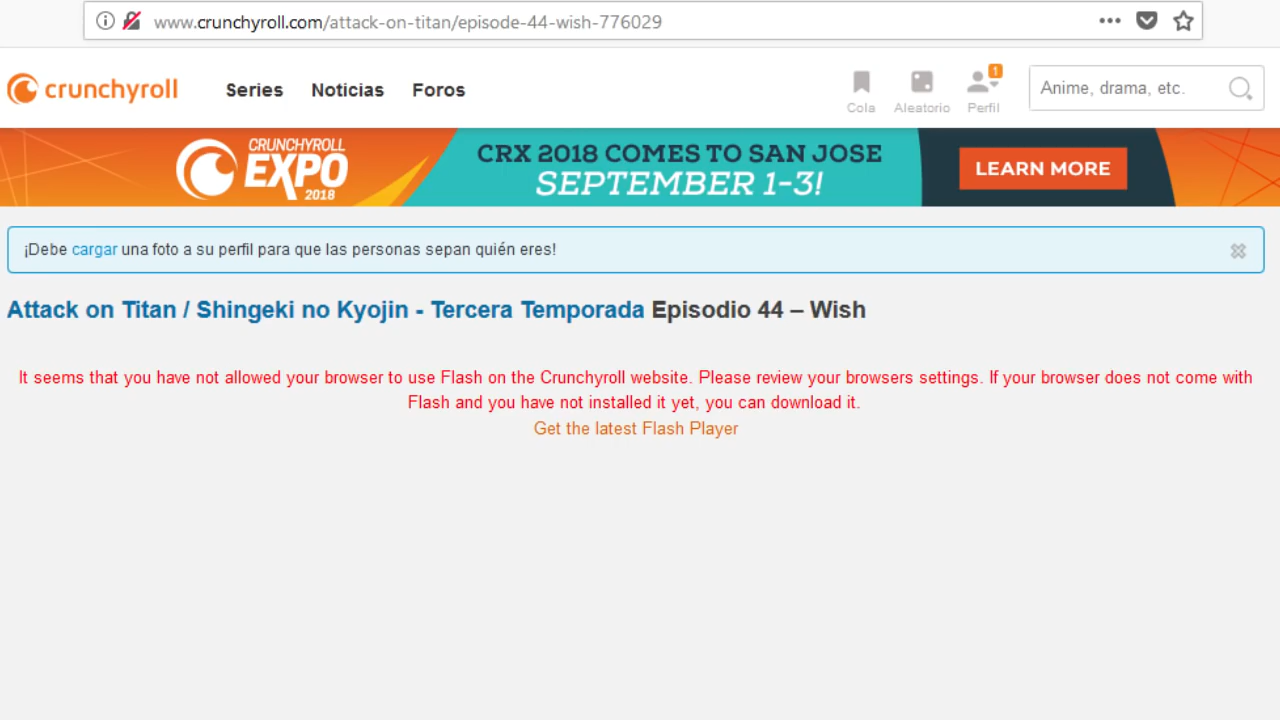 www.crunchyroll.com/attack-on-titan/episode-44-wish-776029
crunchyroll
Series Noticias Foros
1
Cola Aleatorio Perfil
Anime, drama, etc.
CRUNCHYROLL
EXPO
2018
CRX 2018 COMES TO SAN JOSE
SEPTEMBER 1-3!
LEARN MORE
¡Debe cargar una foto a su perfil para que las personas sepan quién eres!
Attack on Titan / Shingeki no Kyojin - Tercera Temporada Episodio 44 – Wish
It seems that you have not allowed your browser to use Flash on the Crunchyroll website. Please review your browsers settings. If your browser does not come with
Flash and you have not installed it yet, you can download it.
Get the latest Flash Player